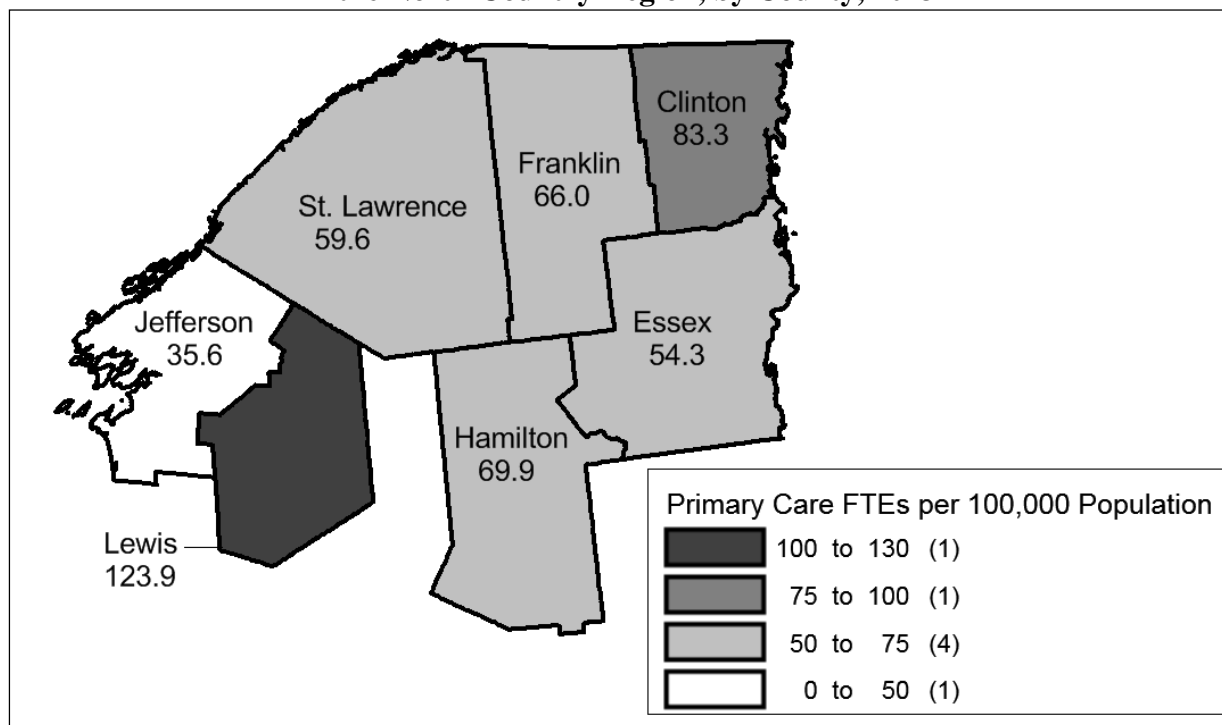 Clinton
83.3
Franklin
66.0
St. Lawrence
59.6
Jefferson
35.6
Essex
54.3
Hamilton
69.9
Lewis
123.9
Primary Care FTEs per 100,000 Population
100 to 130 (1)
75 to 100 (1)
50 to 75 (4)
0 to 50 (1)